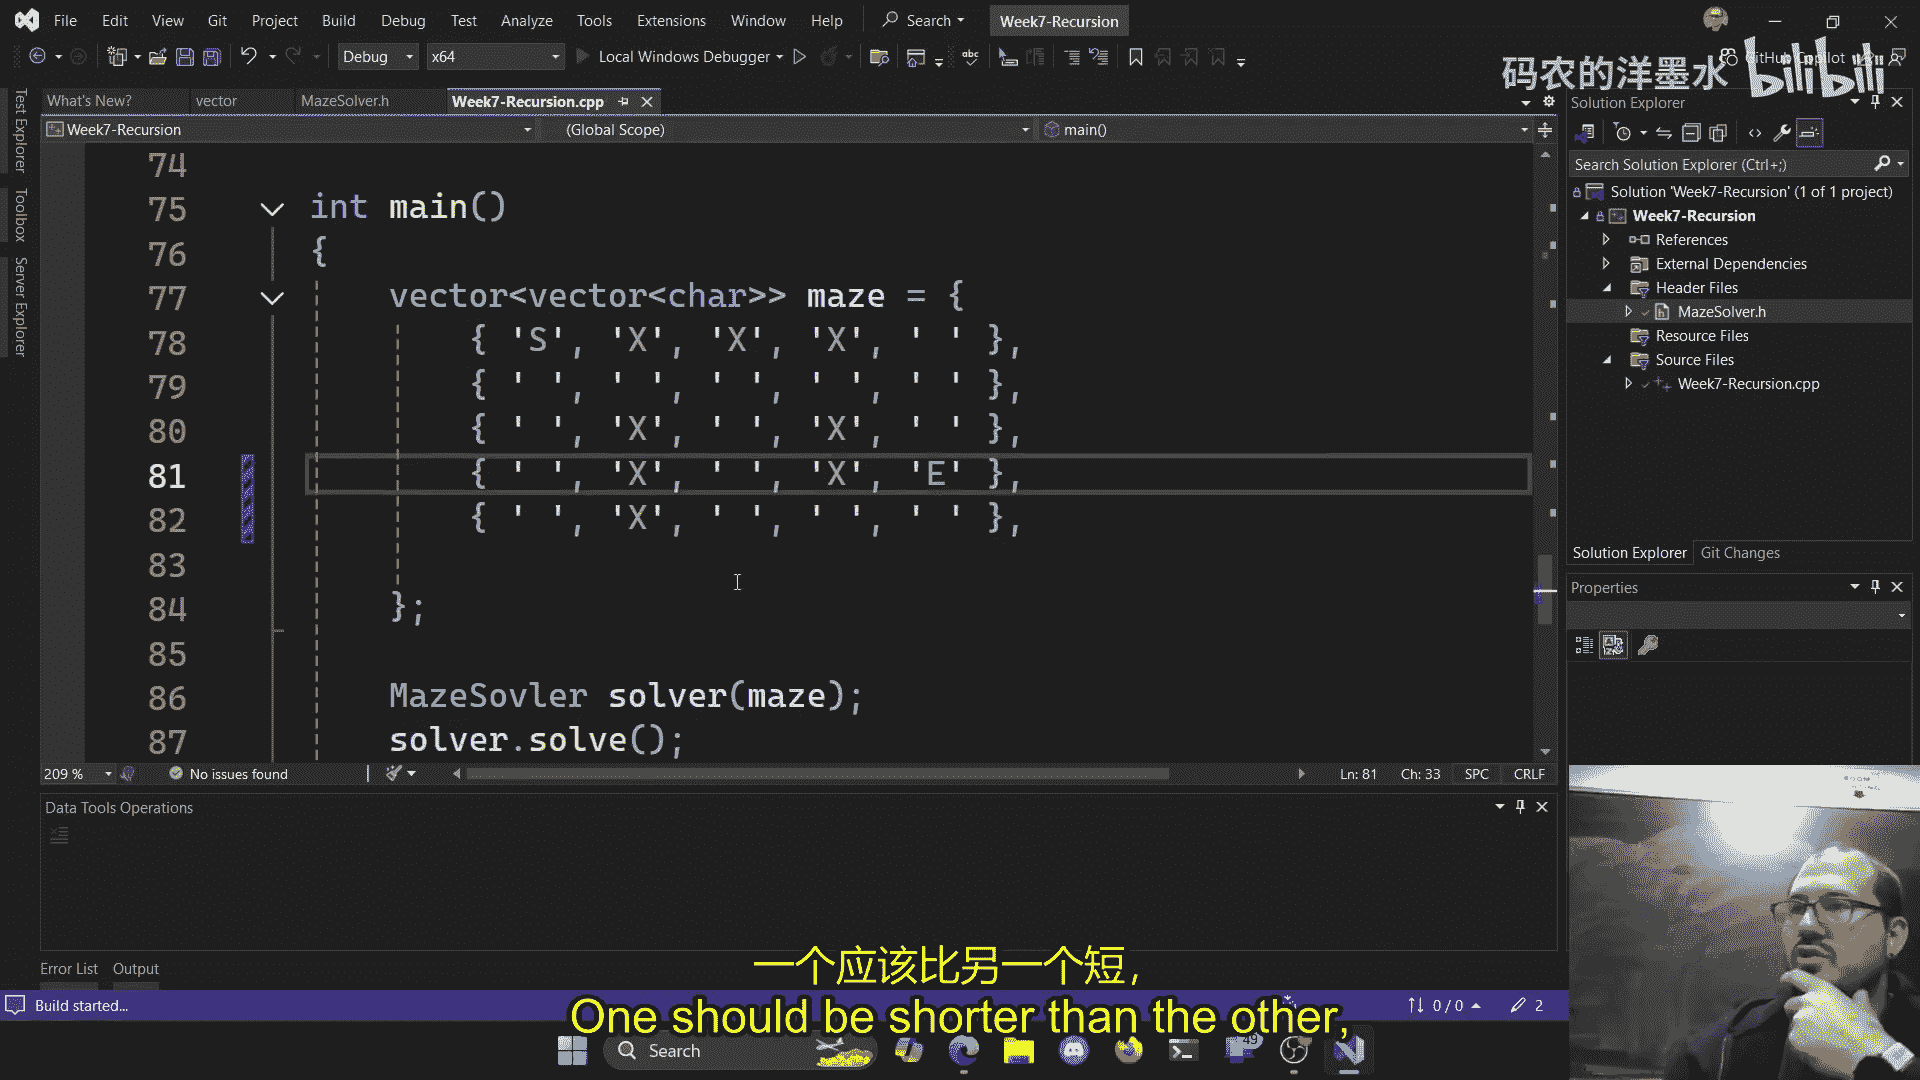 File Edit View Git Project Build Debug Test Analyze Tools Extensions Window Help Search Week7-Recursion
Debug x64 Local Windows Debugger
码农的洋墨水 bilibili
What's New? vector MazeSolver.h Week7-Recursion.cpp
Week7-Recursion (Global Scope) main()
74
75 int main()
76 {
77 vector<vector<char>> maze = {
78 { 'S', 'X', 'X', 'X', ' ' },
79 { ' ', ' ', ' ', ' ', ' ' },
80 { ' ', 'X', ' ', 'X', ' ' },
81 { ' ', 'X', ' ', 'X', 'E' },
82 { ' ', 'X', ' ', ' ', ' ' },
83
84 };
85
86 MazeSovler solver(maze);
87 solver.solve();
209 % No issues found Ln: 81 Ch: 33 SPC CRLF
Test Explorer
Toolbox
Server Explorer
Solution Explorer
Search Solution Explorer (Ctrl+;)
Solution 'Week7-Recursion' (1 of 1 project)
Week7-Recursion
References
External Dependencies
Header Files
MazeSolver.h
Resource Files
Source Files
Week7-Recursion.cpp
Solution Explorer Git Changes
Properties
Data Tools Operations
Error List Output
Build started...
0 / 0 2
一个应该比另一个短，
One should be shorter than the other,
Search
49